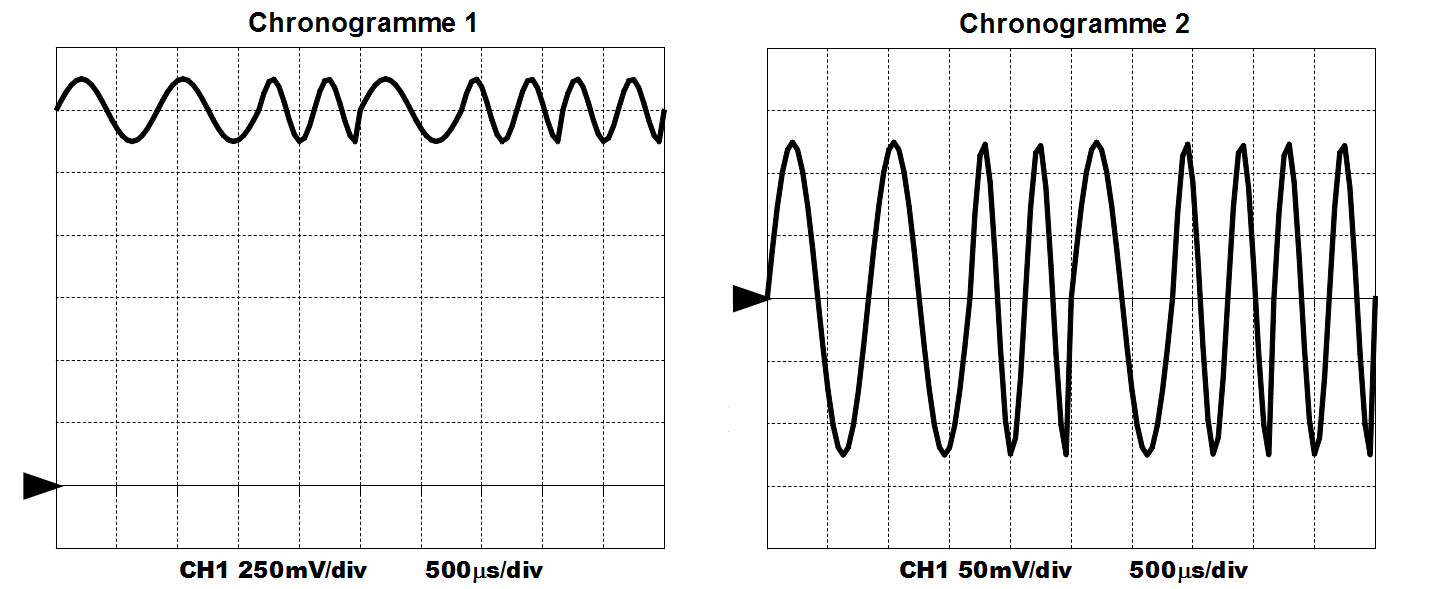 Chronogramme 1
CH1 250mV/div 500µs/div
Chronogramme 2
CH1 50mV/div 500µs/div